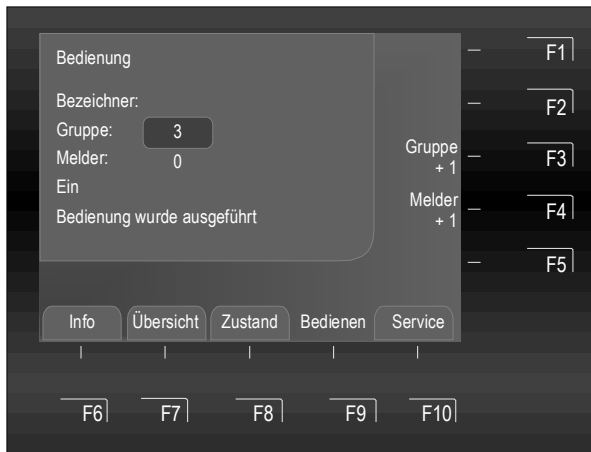 Bedienung
Bezeichner:
Gruppe: 3
Melder: 0
Ein
Bedienung wurde ausgeführt
Gruppe
+ 1
Melder
+ 1
F1
F2
F3
F4
F5
Info Übersicht Zustand Bedienen Service
F6 F7 F8 F9 F10